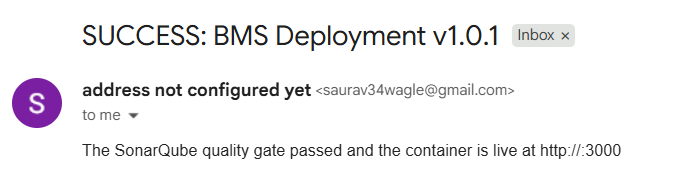 SUCCESS: BMS Deployment v1.0.1 Inbox ×
S
address not configured yet <saurav34wagle@gmail.com>
to me
The SonarQube quality gate passed and the container is live at http://:3000